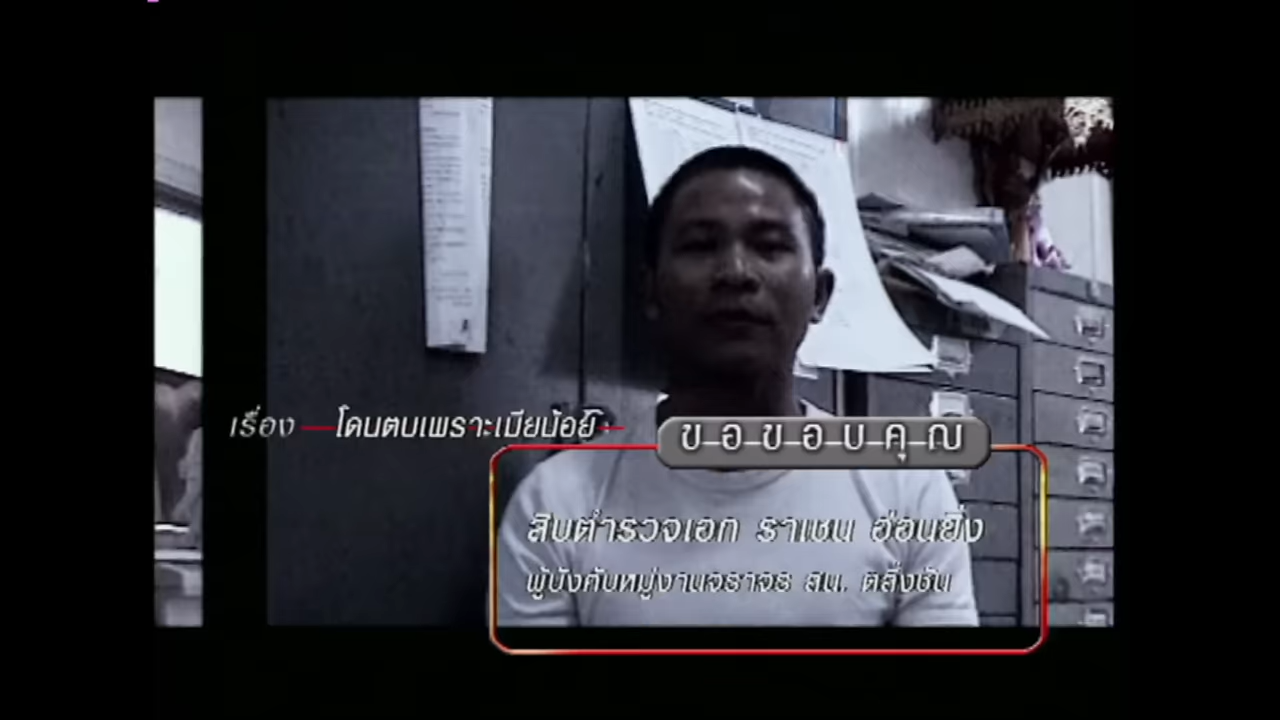 เรื่อง โดนตบเพราะเมียน้อย
ขอขอบคุณ
สิบตำรวจเอก ราเชน อ่อนยิ่ง
ผู้บังคับหมู่งานจราจร สน. ตลิ่งชัน